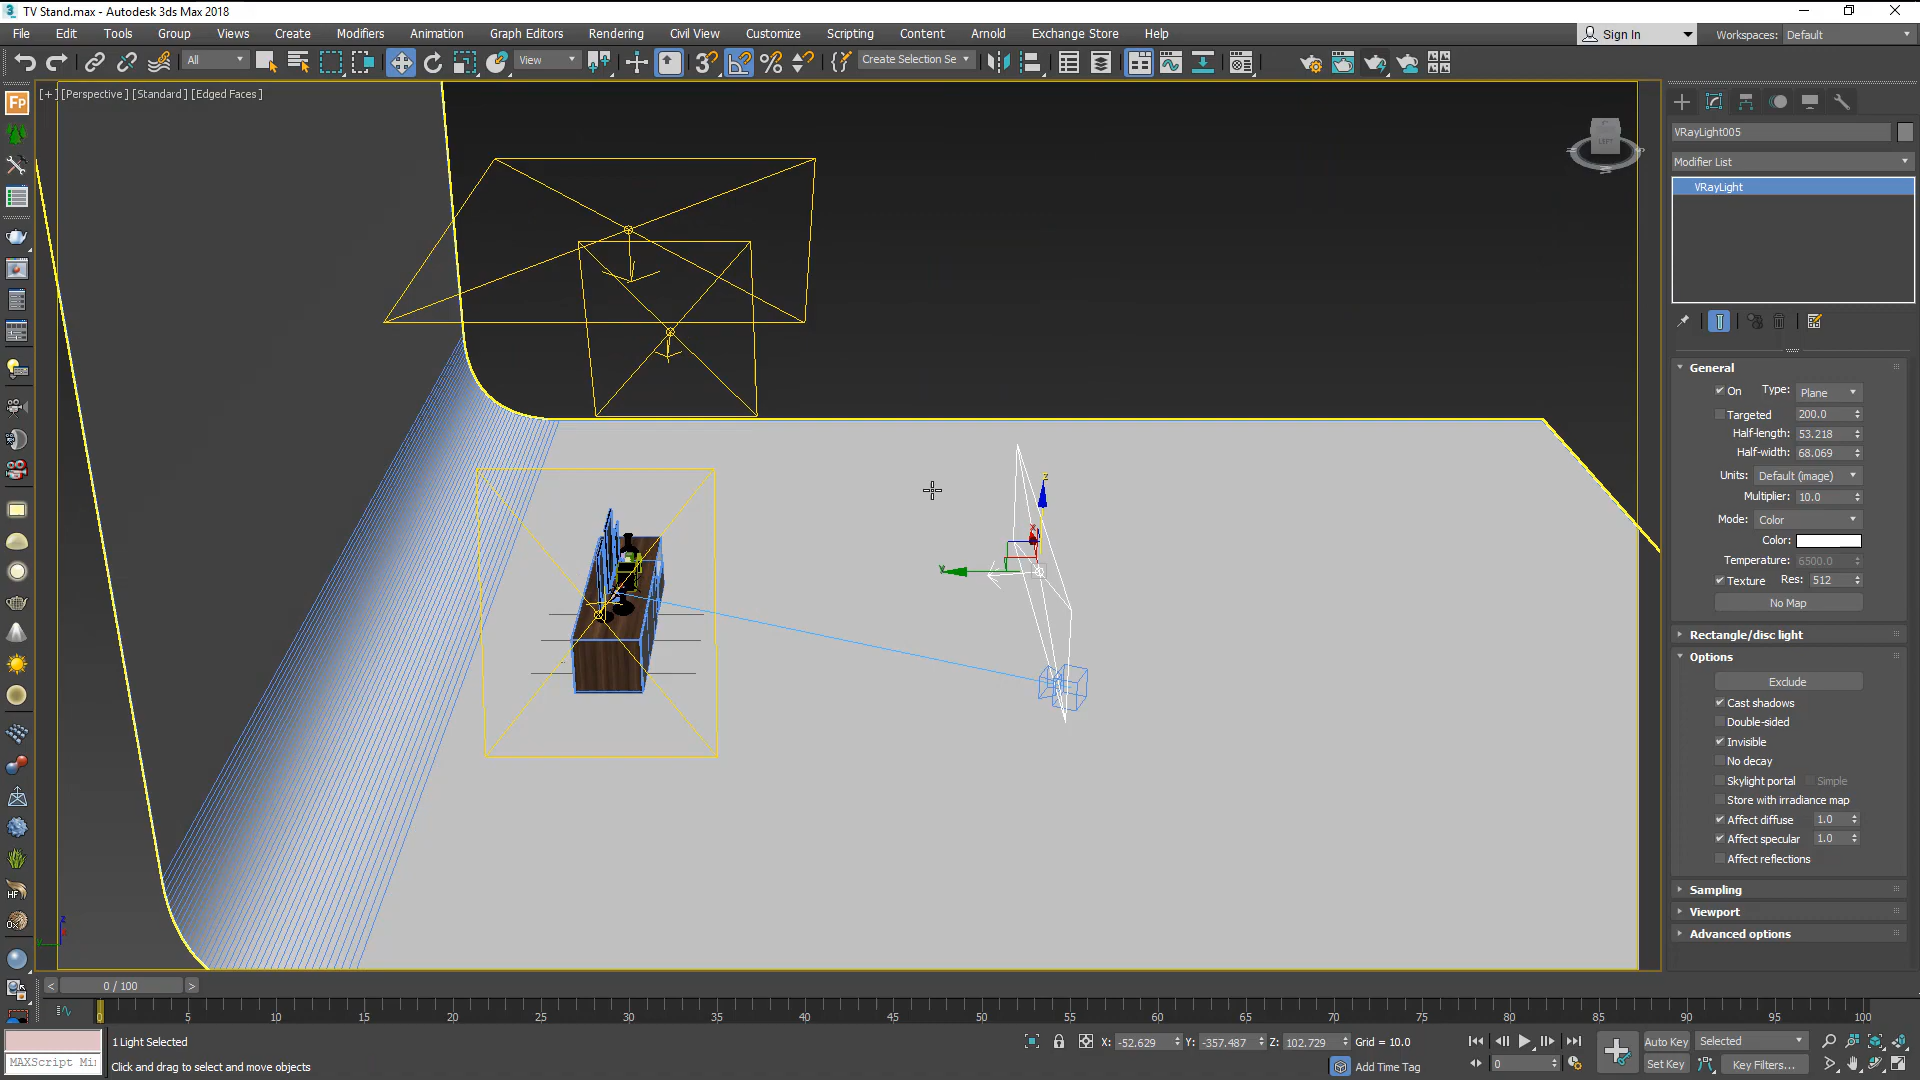 TV Stand.max - Autodesk 3ds Max 2018
File Edit Tools Group Views Create Modifiers Animation Graph Editors Rendering Civil View Customize Scripting Content Arnold Exchange Store Help
Sign In
Workspaces: Default
All
View
Create Selection Se
[+] [Perspective] [Standard] [Edged Faces]
VRayLight005
Modifier List
VRayLight
General
On Type: Plane
Targeted 200.0
Half-length: 53.218
Half-width: 68.069
Units: Default (image)
Multiplier: 10.0
Mode: Color
Color:
Temperature: 6500.0
Texture Res: 512
No Map
Rectangle/disc light
Options
Exclude
Cast shadows
Double-sided
Invisible
No decay
Skylight portal Simple
Store with irradiance map
Affect diffuse 1.0
Affect specular 1.0
Affect reflections
Sampling
Viewport
Advanced options
Fp
LEFT
z
x
y
HF
Ox
< 0 / 100 >
0 5 10 15 20 25 30 35 40 45 50 55 60 65 70 75 80 85 90 95 100
1 Light Selected
X: -52.629 Y: -357.487 Z: 102.729 Grid = 10.0
Auto Key Selected
MAXScript Mi
Click and drag to select and move objects
Add Time Tag
0
Set Key Key Filters...